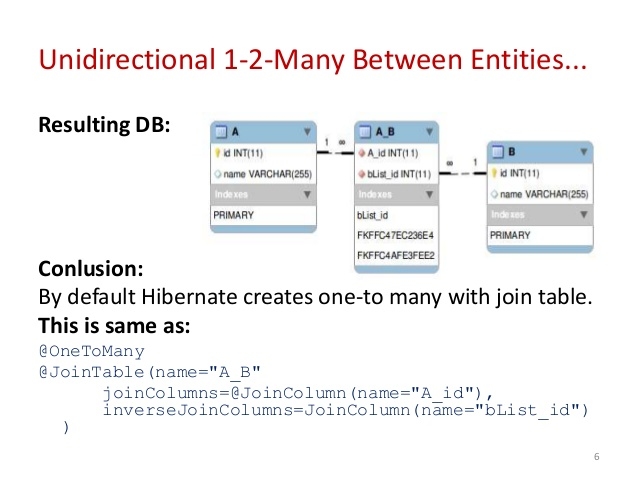 Unidirectional 1-2-Many Between Entities...
Resulting DB:
A
id INT(11)
name VARCHAR(255)
Indexes
PRIMARY
1 ∞
A_B
A_id INT(11)
bList_id INT(11)
Indexes
bList_id
FKFFC47EC236E4
FKFFC4AFE3FEE2
∞ 1
B
id INT(11)
name VARCHAR(255)
Indexes
PRIMARY
Conlusion:
By default Hibernate creates one-to many with join table.
This is same as:
@OneToMany
@JoinTable(name="A_B"
joinColumns=@JoinColumn(name="A_id"),
inverseJoinColumns=JoinColumn(name="bList_id")
)
6